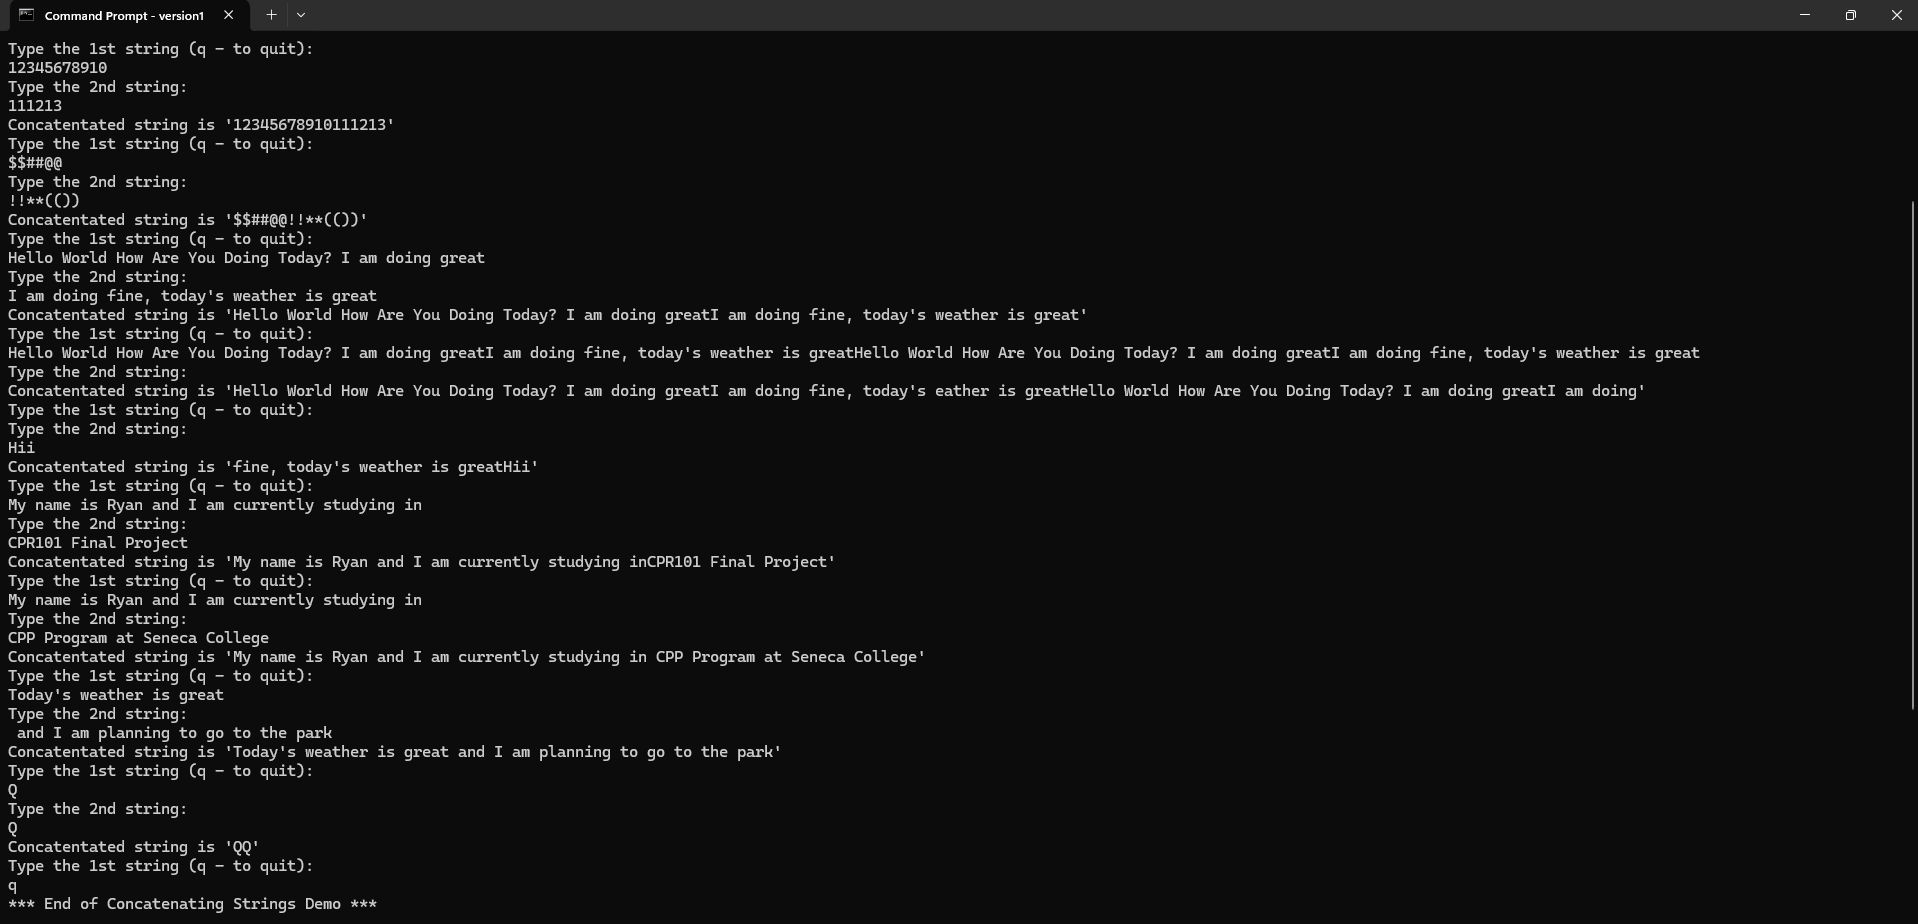 Command Prompt - version1
Type the 1st string (q - to quit):
12345678910
Type the 2nd string:
111213
Concatentated string is '12345678910111213'
Type the 1st string (q - to quit):
$$##@@
Type the 2nd string:
!!**(())
Concatentated string is '$$##@@!!**(())'
Type the 1st string (q - to quit):
Hello World How Are You Doing Today? I am doing great
Type the 2nd string:
I am doing fine, today's weather is great
Concatentated string is 'Hello World How Are You Doing Today? I am doing greatI am doing fine, today's weather is great'
Type the 1st string (q - to quit):
Hello World How Are You Doing Today? I am doing greatI am doing fine, today's weather is greatHello World How Are You Doing Today? I am doing greatI am doing fine, today's weather is great
Type the 2nd string:
Concatentated string is 'Hello World How Are You Doing Today? I am doing greatI am doing fine, today's eather is greatHello World How Are You Doing Today? I am doing greatI am doing'
Type the 1st string (q - to quit):
Type the 2nd string:
Hii
Concatentated string is 'fine, today's weather is greatHii'
Type the 1st string (q - to quit):
My name is Ryan and I am currently studying in
Type the 2nd string:
CPR101 Final Project
Concatentated string is 'My name is Ryan and I am currently studying inCPR101 Final Project'
Type the 1st string (q - to quit):
My name is Ryan and I am currently studying in
Type the 2nd string:
CPP Program at Seneca College
Concatentated string is 'My name is Ryan and I am currently studying in CPP Program at Seneca College'
Type the 1st string (q - to quit):
Today's weather is great
Type the 2nd string:
 and I am planning to go to the park
Concatentated string is 'Today's weather is great and I am planning to go to the park'
Type the 1st string (q - to quit):
Q
Type the 2nd string:
Q
Concatentated string is 'QQ'
Type the 1st string (q - to quit):
q
*** End of Concatenating Strings Demo ***